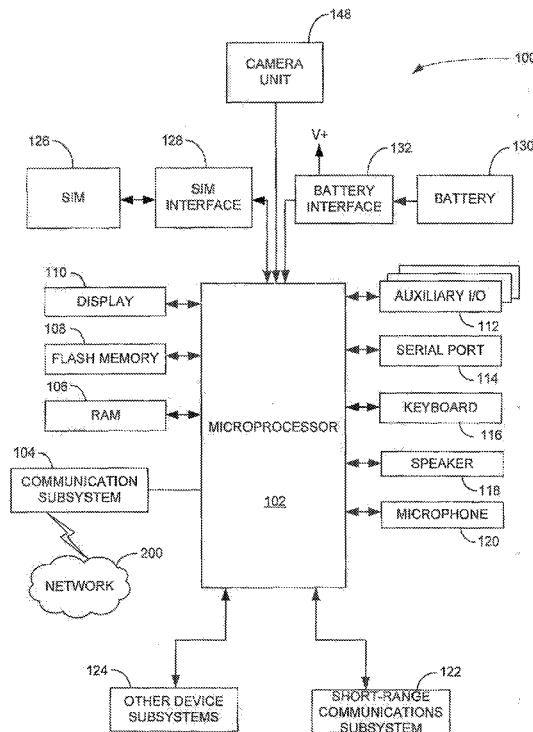 148
CAMERA
UNIT
100
V+
126
128
132
130
SIM
SIM
INTERFACE
BATTERY
INTERFACE
BATTERY
110
DISPLAY
AUXILIARY I/O
112
108
FLASH MEMORY
SERIAL PORT
114
106
RAM
KEYBOARD
116
MICROPROCESSOR
102
104
COMMUNICATION
SUBSYSTEM
SPEAKER
118
MICROPHONE
120
200
NETWORK
124
OTHER DEVICE
SUBSYSTEMS
122
SHORT-RANGE
COMMUNICATIONS
SUBSYSTEM